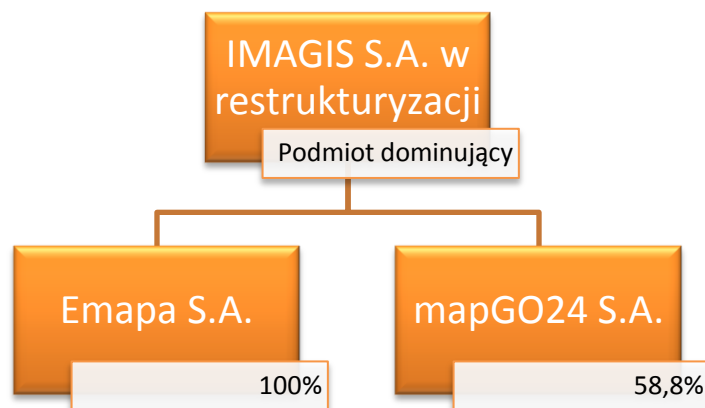 IMAGIS S.A. w
restrukturyzacji
Podmiot dominujący
Emapa S.A.
100%
mapGO24 S.A.
58,8%